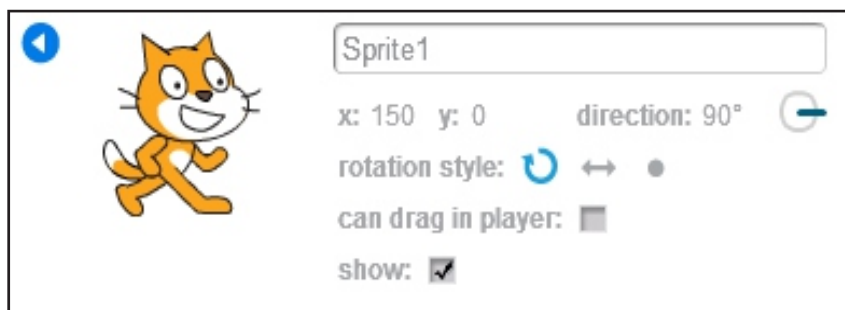 Sprite1
x: 150 y: 0 direction: 90°
rotation style:
can drag in player:
show: